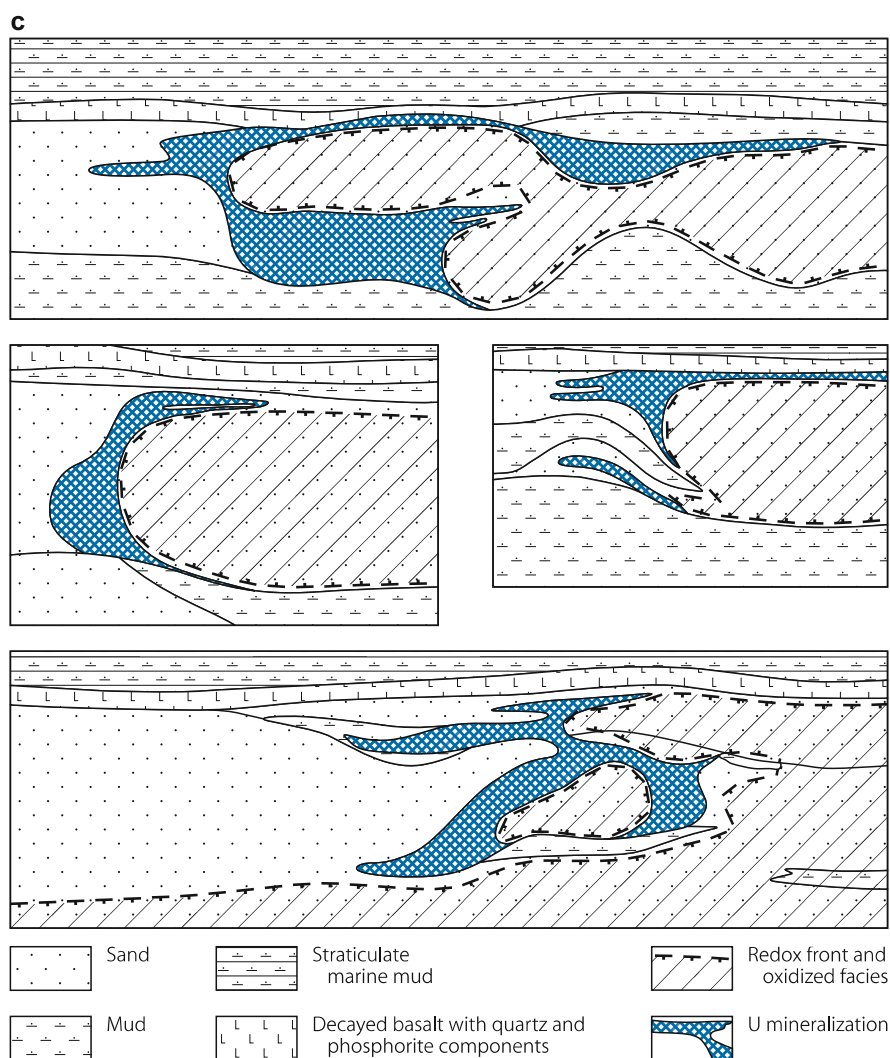 c
Sand
Straticulate
marine mud
Redox front and
oxidized facies
Mud
Decayed basalt with quartz and
phosphorite components
U mineralization